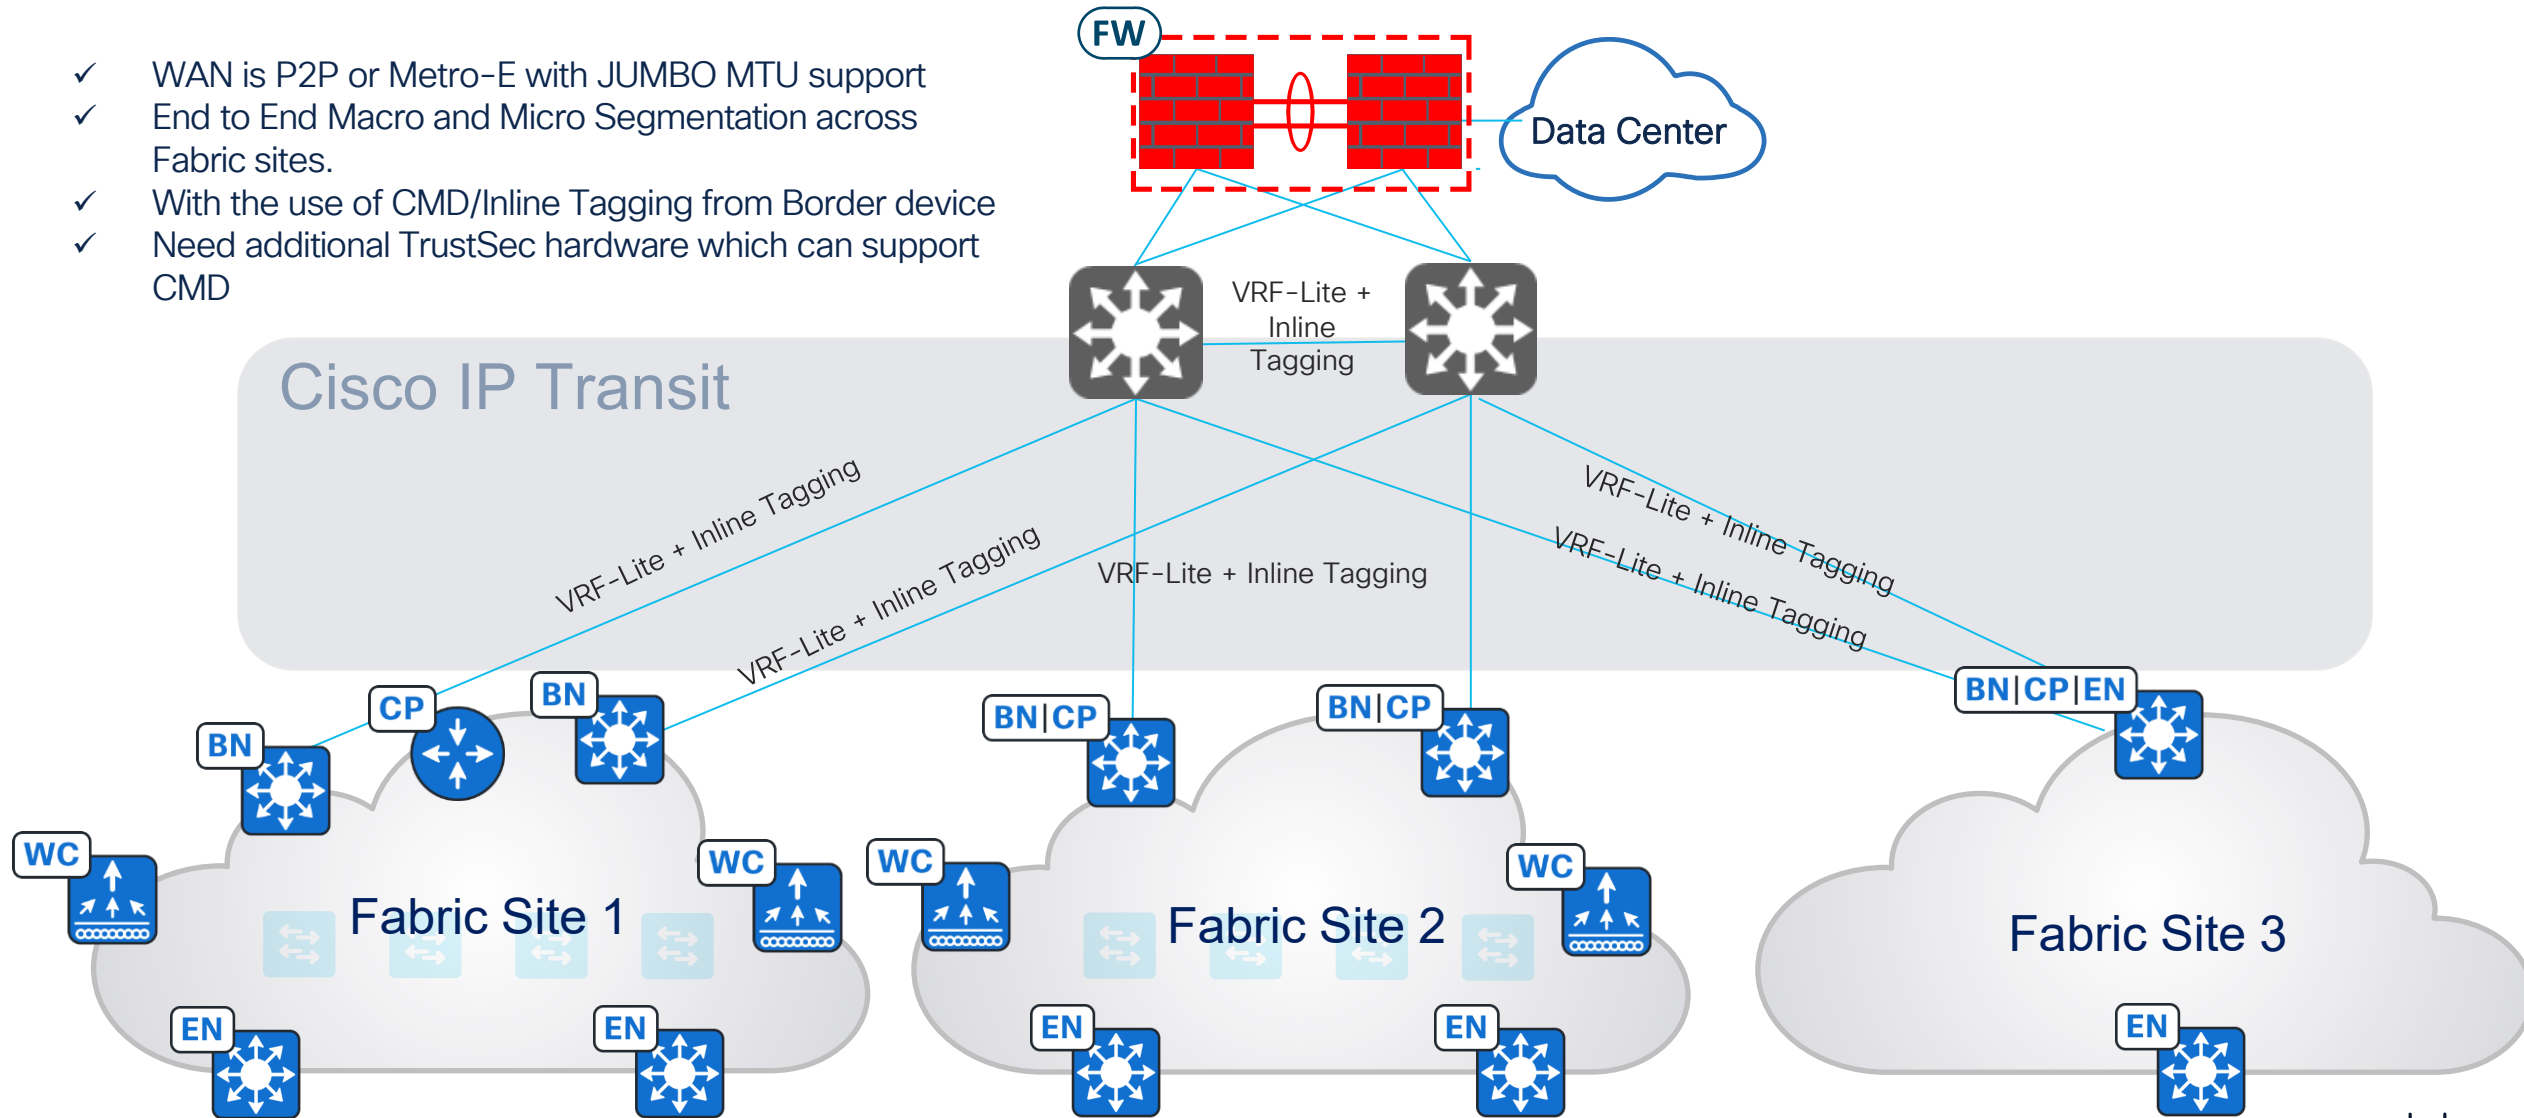 FW
✓ WAN is P2P or Metro-E with JUMBO MTU support
✓ End to End Macro and Micro Segmentation across
Fabric sites.
✓ With the use of CMD/Inline Tagging from Border device
✓ Need additional TrustSec hardware which can support
CMD
Data Center
VRF-Lite +
Inline
Tagging
Cisco IP Transit
VRF-Lite + Inline Tagging
VRF-Lite + Inline Tagging
VRF-Lite + Inline Tagging
VRF-Lite + Inline Tagging
VRF-Lite + Inline Tagging
BN
CP
BN
BN|CP
BN|CP
BN|CP|EN
WC
WC
WC
WC
Fabric Site 1
Fabric Site 2
Fabric Site 3
EN
EN
EN
EN
EN